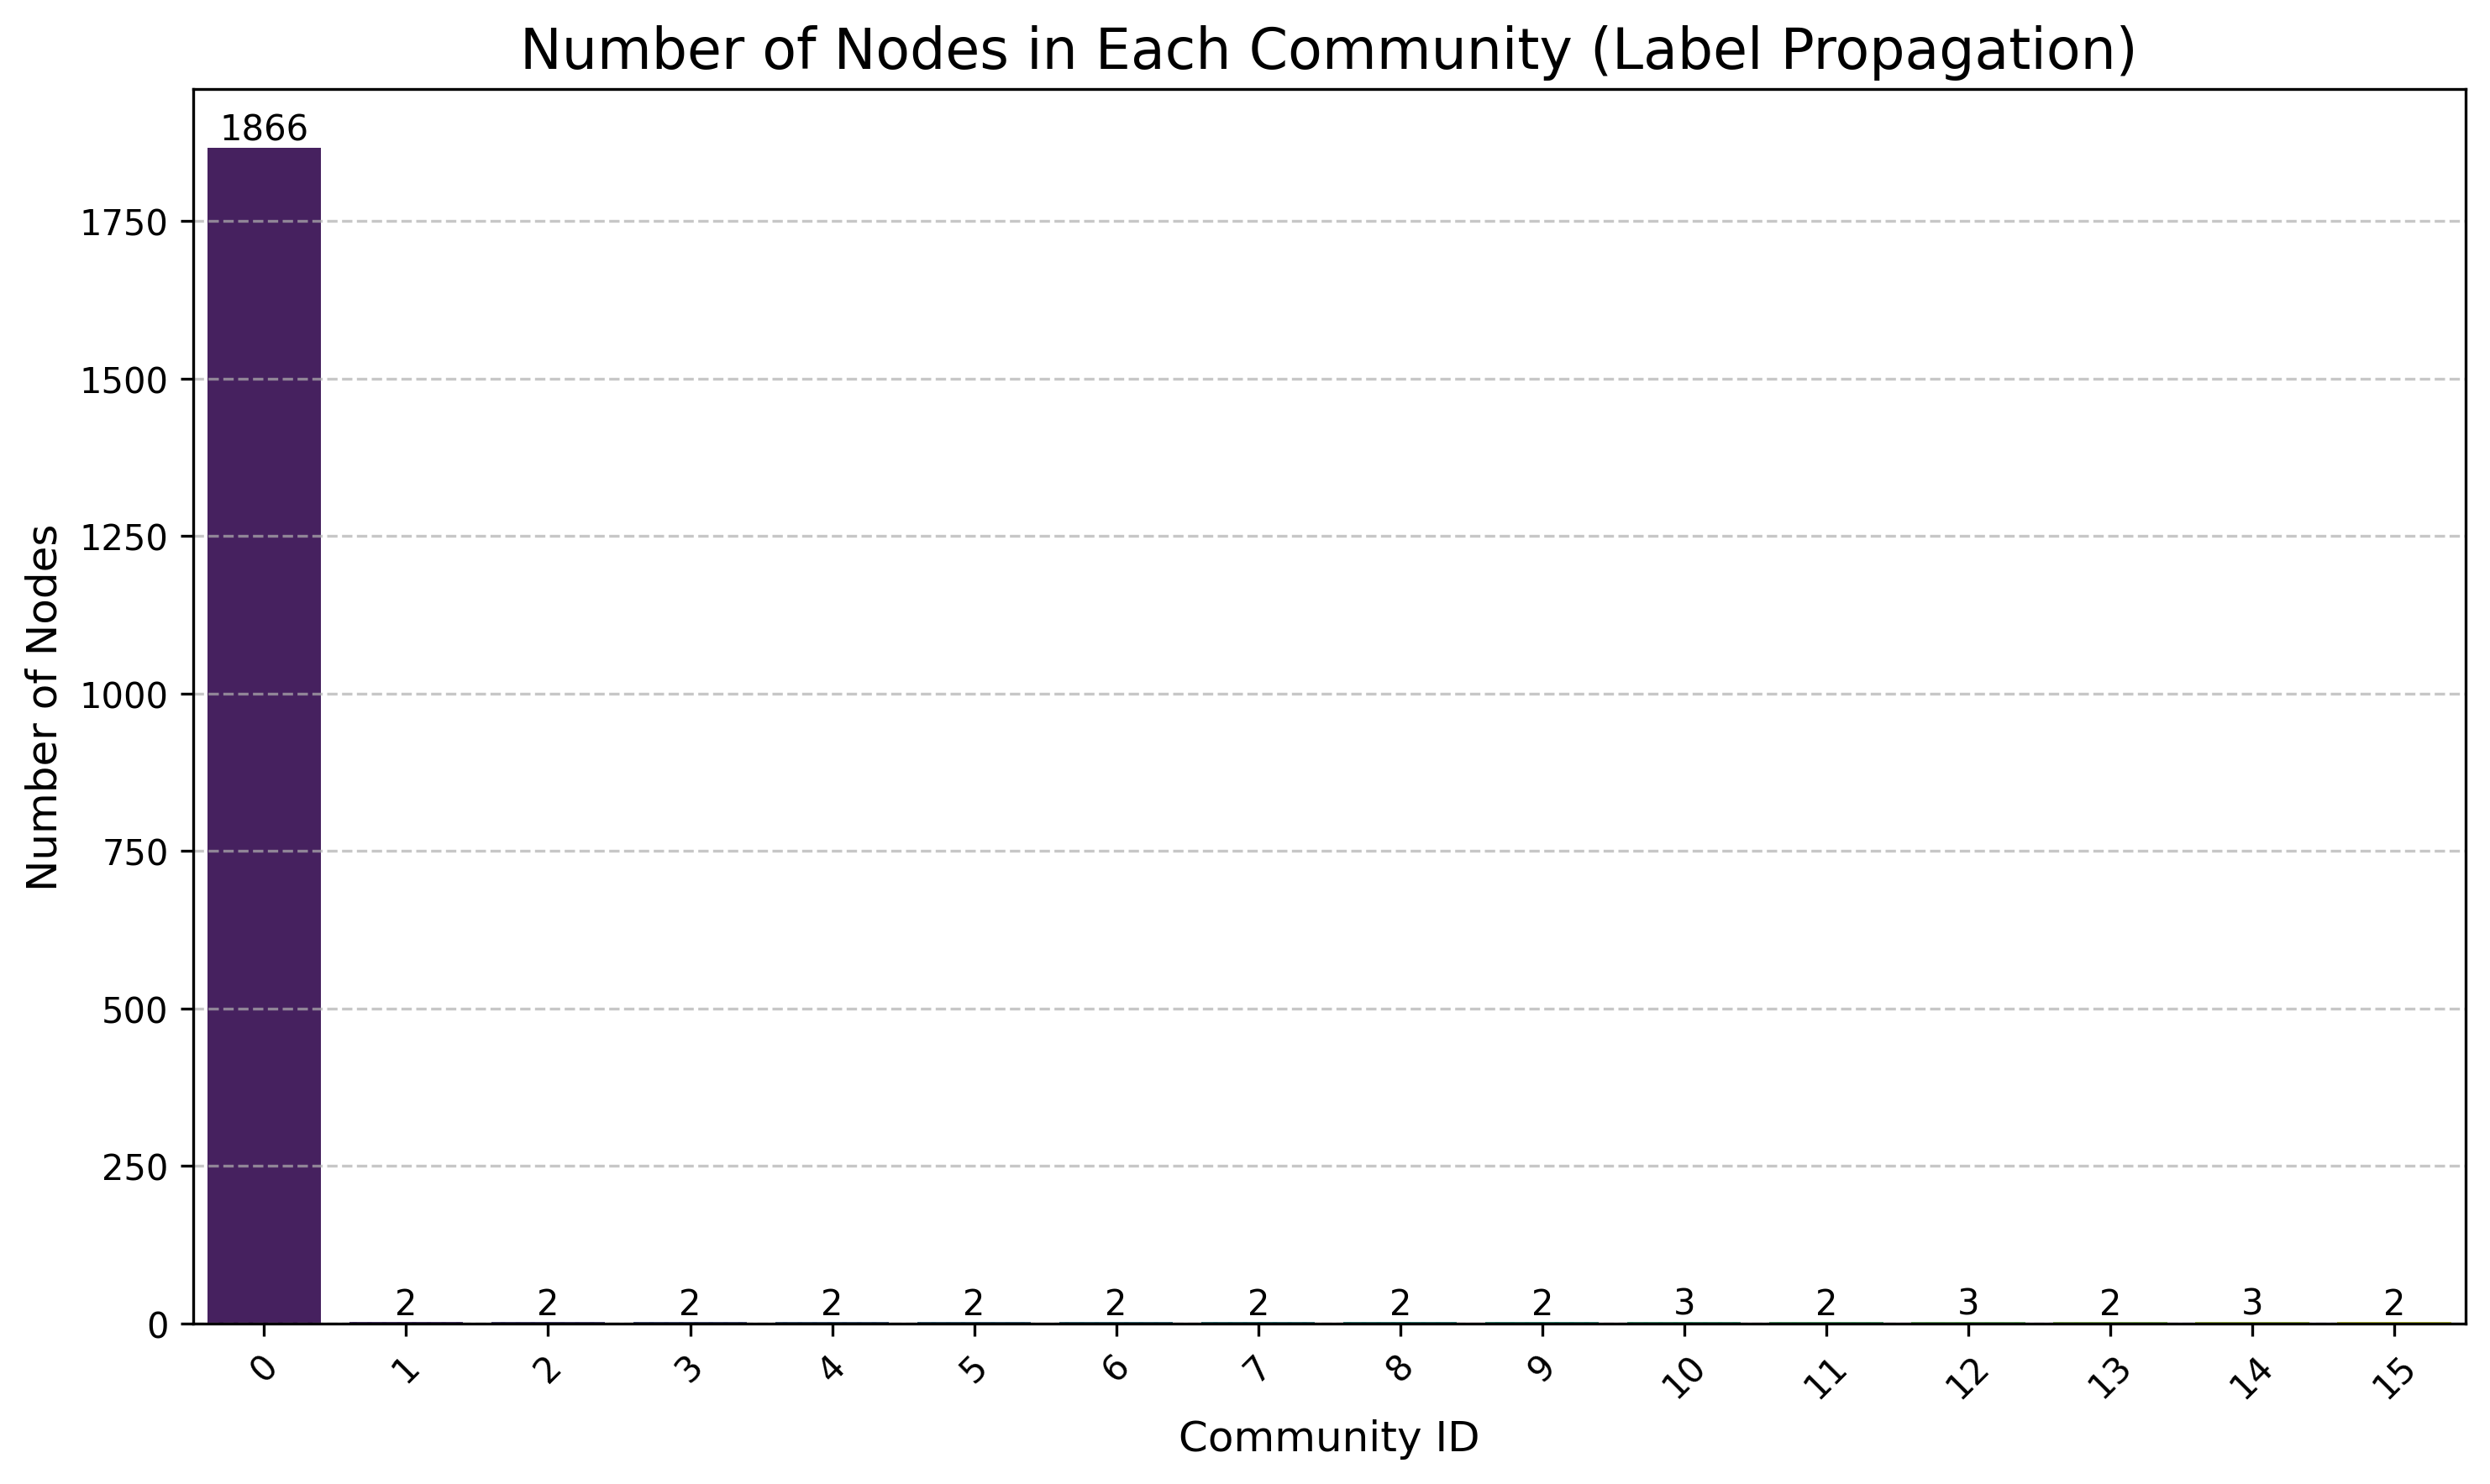 Number of Nodes in Each Community (Label Propagation)
1866
1750
1500
1250
1000
750
500
250
0
Number of Nodes
2 2 2 2 2 2 2 2 2 3 2 3 2 3 2
0 1 2 3 4 5 6 7 8 9 10 11 12 13 14 15
Community ID